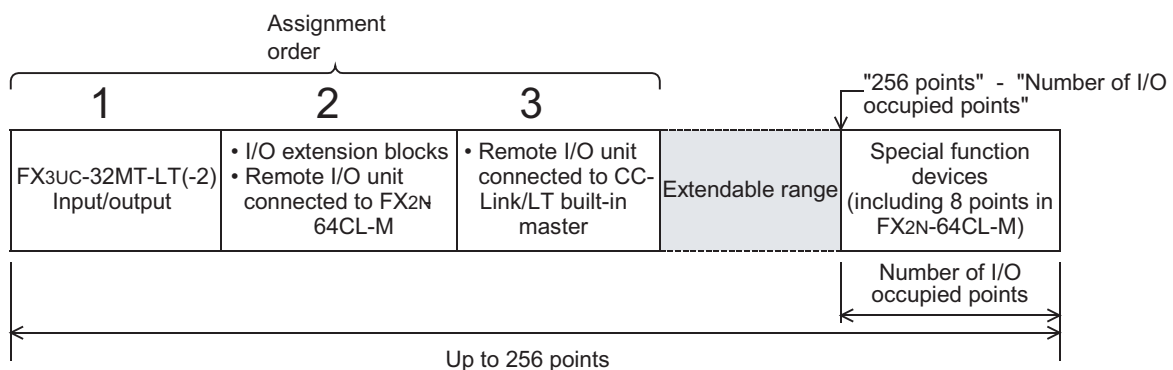 Assignment
order
"256 points" - "Number of I/O
occupied points"
1
2
3
FX3UC-32MT-LT(-2)
Input/output
• I/O extension blocks
• Remote I/O unit
connected to FX2N-
64CL-M
• Remote I/O unit
connected to CC-
Link/LT built-in
master
Extendable range
Special function
devices
(including 8 points in
FX2N-64CL-M)
Number of I/O
occupied points
Up to 256 points